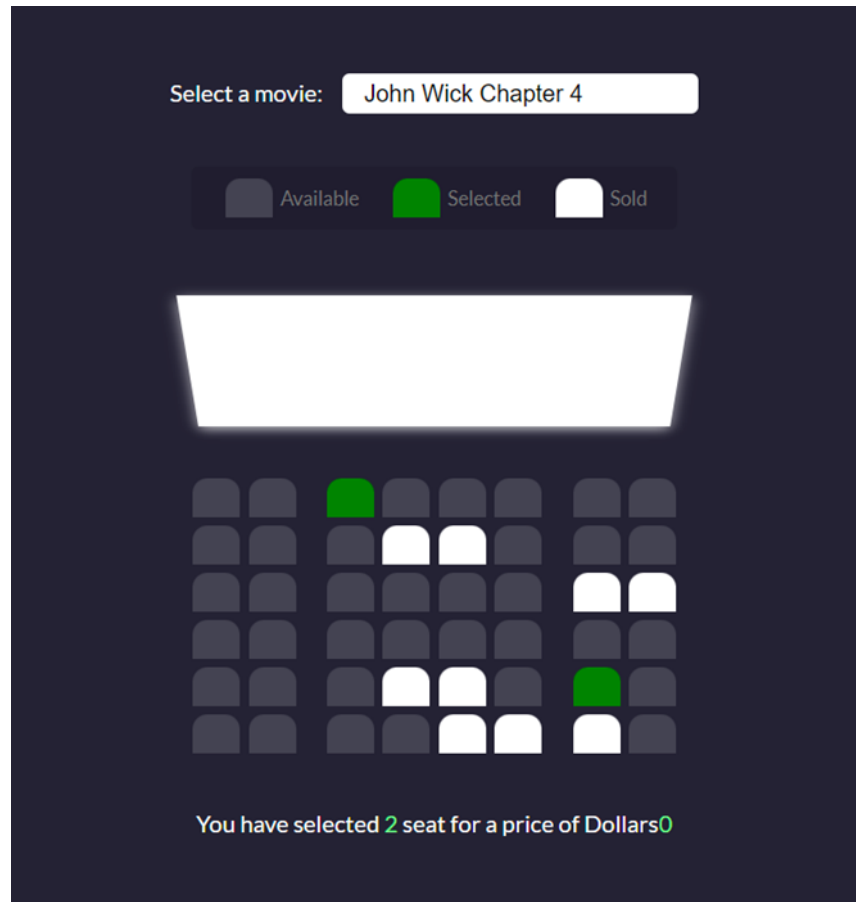 Select a movie: John Wick Chapter 4
Available Selected Sold
You have selected 2 seat for a price of Dollars0